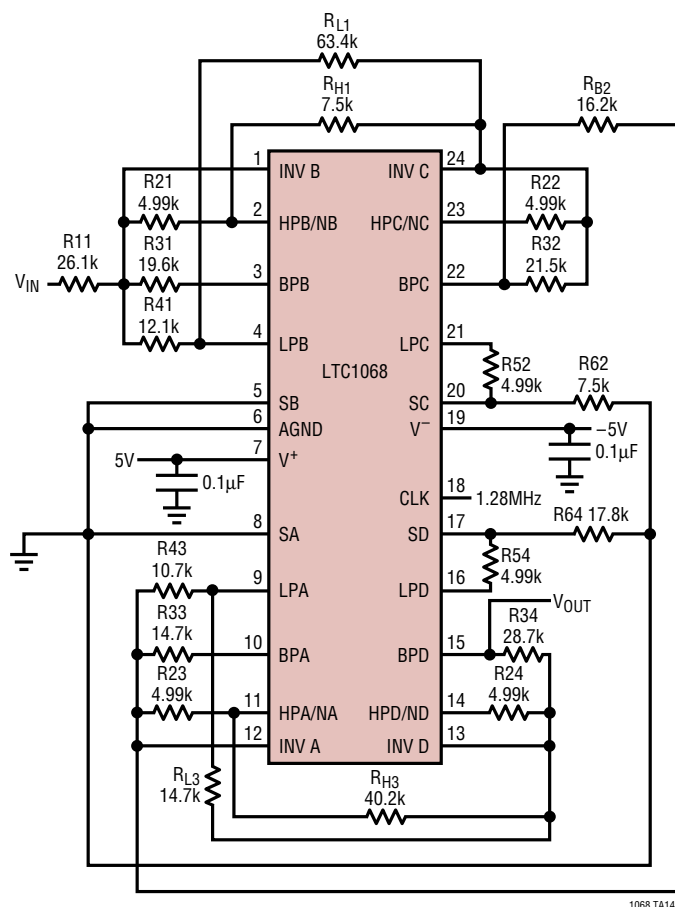 RL1
63.4k
RH1
7.5k
RB2
16.2k
1
INV B
INV C
24
R21
4.99k
R22
4.99k
2
HPB/NB
HPC/NC
23
R11
26.1k
R31
19.6k
R32
21.5k
VIN
3
BPB
BPC
22
R41
12.1k
4
LPB
LPC
21
LTC1068
R52
4.99k
R62
7.5k
5
SB
SC
20
6
AGND
V–
19
–5V
0.1µF
5V
7
V+
0.1µF
CLK
18
1.28MHz
8
SA
SD
17
R64 17.8k
R43
10.7k
R54
4.99k
9
LPA
LPD
16
VOUT
R33
14.7k
R34
28.7k
10
BPA
BPD
15
R23
4.99k
R24
4.99k
11
HPA/NA
HPD/ND
14
12
INV A
INV D
13
RL3
14.7k
RH3
40.2k
1068 TA14